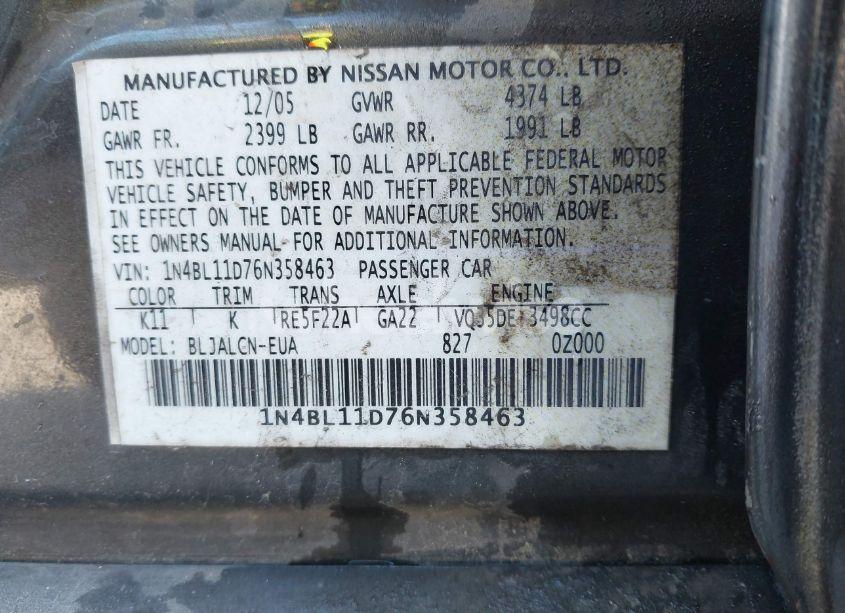 MANUFACTURED BY NISSAN MOTOR CO., LTD.
DATE 12/05 GVWR 4374 LB
GAWR FR. 2399 LB GAWR RR. 1991 LB
THIS VEHICLE CONFORMS TO ALL APPLICABLE FEDERAL MOTOR
VEHICLE SAFETY, BUMPER AND THEFT PREVENTION STANDARDS
IN EFFECT ON THE DATE OF MANUFACTURE SHOWN ABOVE.
SEE OWNERS MANUAL FOR ADDITIONAL INFORMATION.
VIN: 1N4BL11D76N358463 PASSENGER CAR
COLOR TRIM TRANS AXLE ENGINE
K11 K RE5F22A GA22 VQ35DE 3498CC
MODEL: BLJALCN-EUA 827 0Z000
1N4BL11D76N358463